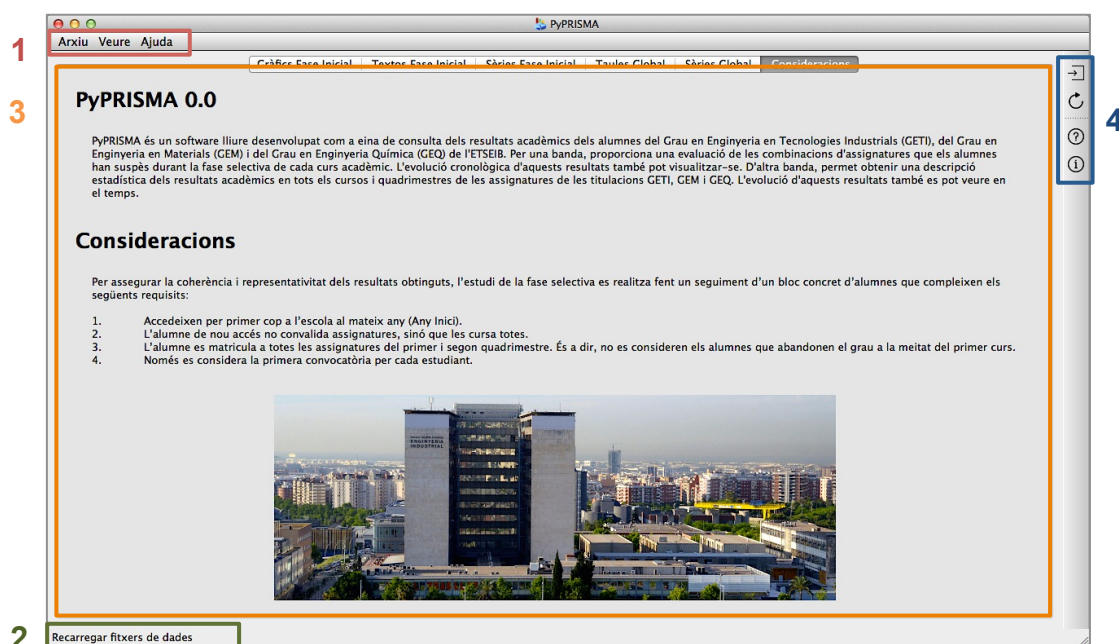 PyPRISMA
1
Arxiu Veure Ajuda
Gràfics Fase Inicial Textos Fase Inicial Sèries Fase Inicial Taules Global Sèries Global Consideracions
3
4
PyPRISMA 0.0
PyPRISMA és un software lliure desenvolupat com a eina de consulta dels resultats acadèmics dels alumnes del Grau en Enginyeria en Tecnologies Industrials (GETI), del Grau en
Enginyeria en Materials (GEM) i del Grau en Enginyeria Química (GEQ) de l'ETSEIB. Per una banda, proporciona una evaluació de les combinacions d'assignatures que els alumnes
han suspès durant la fase selectiva de cada curs acadèmic. L'evolució cronològica d'aquests resultats també pot visualitzar-se. D'altra banda, permet obtenir una descripció
estadística dels resultats acadèmics en tots els cursos i quadrimestres de les assignatures de les titulacions GETI, GEM i GEQ. L'evolució d'aquests resultats també es pot veure en
el temps.
Consideracions
Per assegurar la coherència i representativitat dels resultats obtinguts, l'estudi de la fase selectiva es realitza fent un seguiment d'un bloc concret d'alumnes que compleixen els
següents requisits:
1. Accedeixen per primer cop a l'escola al mateix any (Any Inici).
2. L'alumne de nou accés no convalida assignatures, sinó que les cursa totes.
3. L'alumne es matricula a totes les assignatures del primer i segon quadrimestre. És a dir, no es consideren els alumnes que abandonen el grau a la meitat del primer curs.
4. Només es considera la primera convocatòria per cada estudiant.
ENGINYERIA
INDUSTRIAL
2
Recarregar fitxers de dades